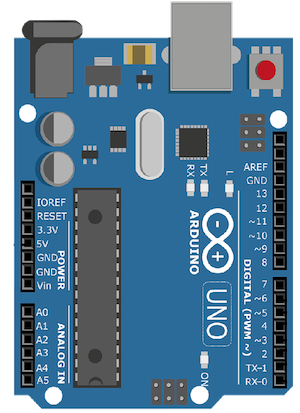 RX
TX
L
IOREF
RESET
3.3V
5V
GND
GND
Vin
POWER
A0
A1
A2
A3
A4
A5
ANALOG IN
ARDUINO
UNO
AREF
GND
13
12
~11
~10
~9
8
7
~6
~5
4
~3
2
TX-1
RX-0
DIGITAL (PWM ~)
ON